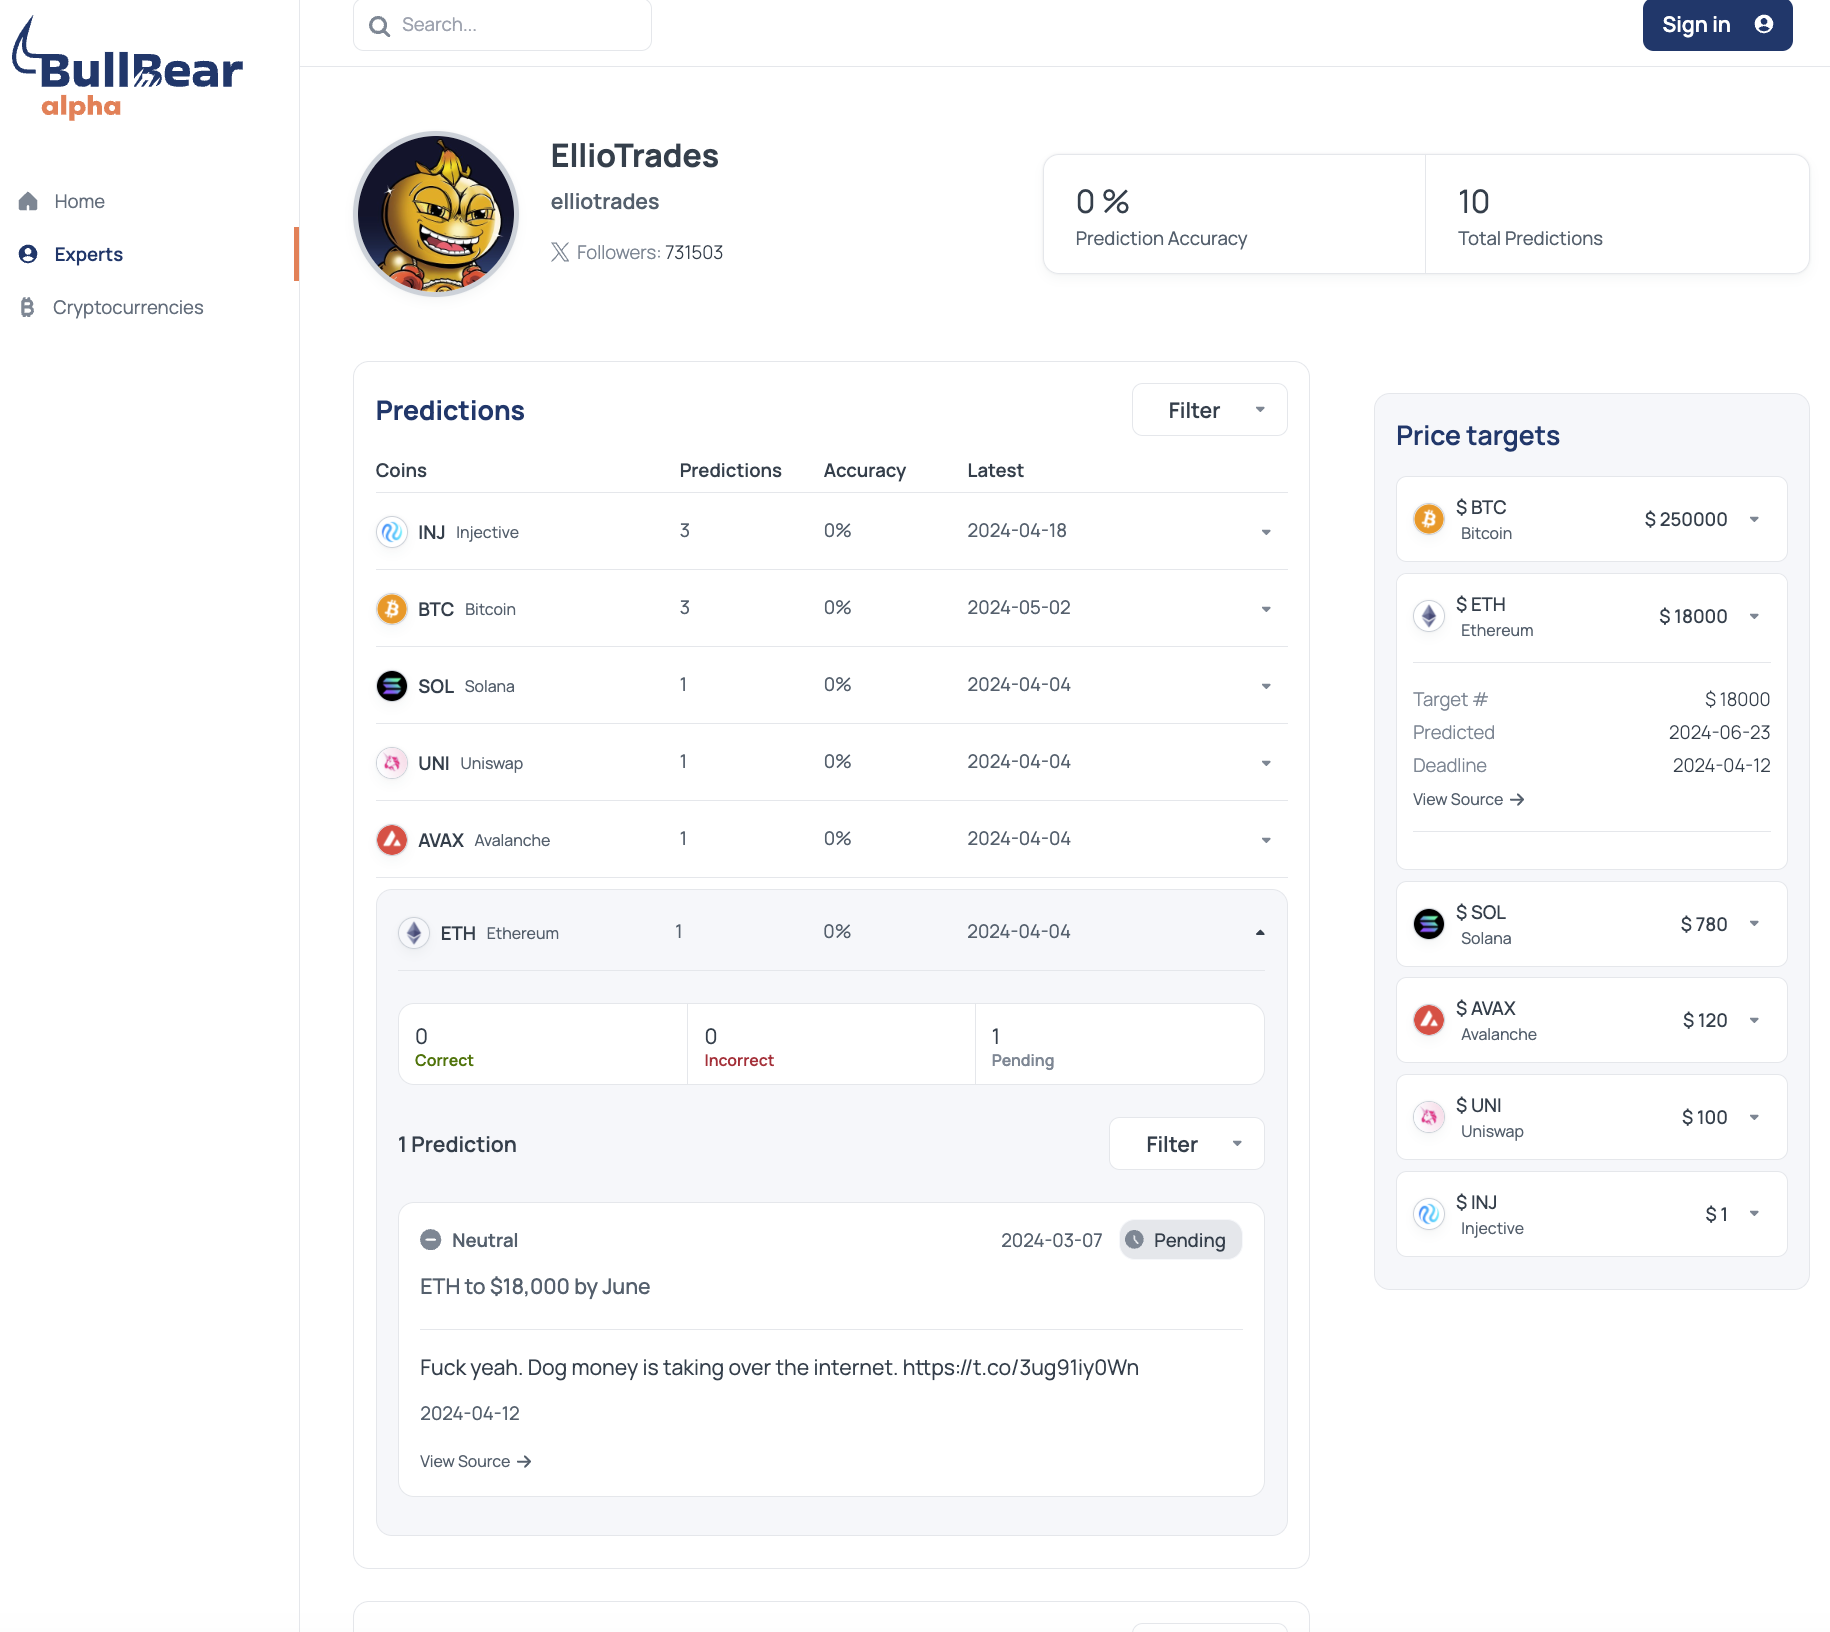 BullBear
alpha
Search...
Sign in
Home
Experts
Cryptocurrencies
EllioTrades
elliotrades
Followers: 731503
0 %
Prediction Accuracy
10
Total Predictions
Predictions
Filter
Coins Predictions Accuracy Latest
INJ Injective 3 0% 2024-04-18
BTC Bitcoin 3 0% 2024-05-02
SOL Solana 1 0% 2024-04-04
UNI Uniswap 1 0% 2024-04-04
AVAX Avalanche 1 0% 2024-04-04
ETH Ethereum 1 0% 2024-04-04
0
Correct
0
Incorrect
1
Pending
1 Prediction
Filter
Neutral 2024-03-07 Pending
ETH to $18,000 by June
Fuck yeah. Dog money is taking over the internet. https://t.co/3ug91iy0Wn
2024-04-12
View Source →
Price targets
$ BTC
Bitcoin
$ 250000
$ ETH
Ethereum
$ 18000
Target # $ 18000
Predicted 2024-06-23
Deadline 2024-04-12
View Source →
$ SOL
Solana
$ 780
$ AVAX
Avalanche
$ 120
$ UNI
Uniswap
$ 100
$ INJ
Injective
$ 1